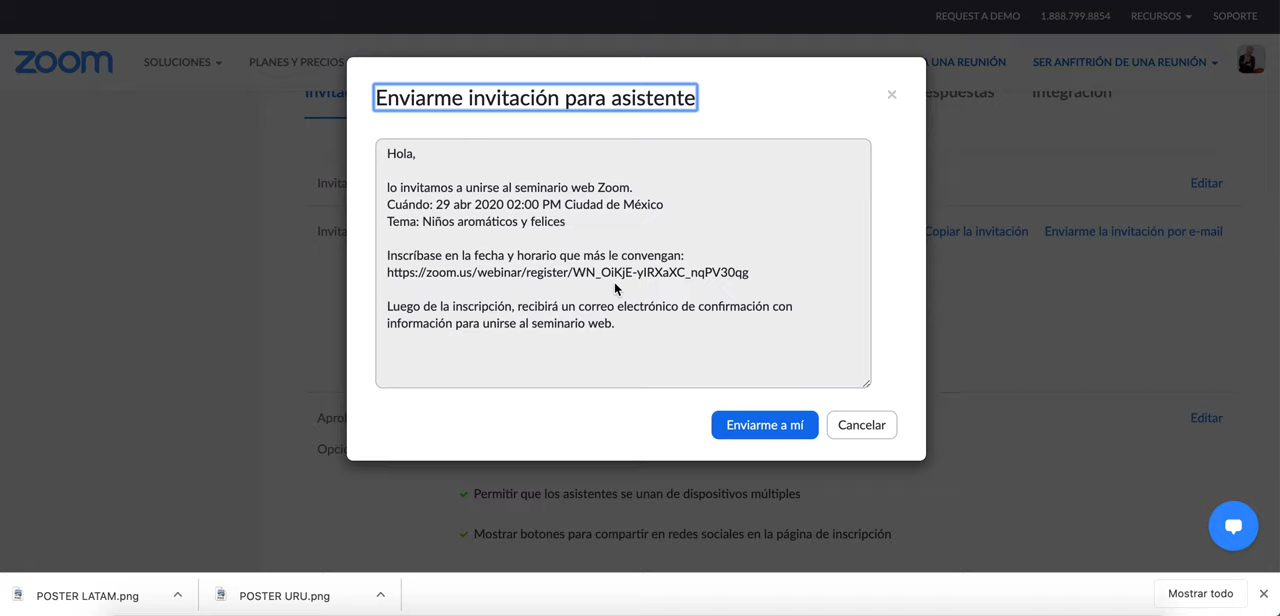 REQUEST A DEMO 1.888.799.8854 RECURSOS SOPORTE
zoom SOLUCIONES PLANES Y PRECIOS UNA REUNIÓN SER ANFITRIÓN DE UNA REUNIÓN
Integración
Enviarme invitación para asistente
Hola,
lo invitamos a unirse al seminario web Zoom.
Cuándo: 29 abr 2020 02:00 PM Ciudad de México
Tema: Niños aromáticos y felices
Inscríbase en la fecha y horario que más le convengan:
https://zoom.us/webinar/register/WN_OiKjE-yIRXaXC_nqPV30qg
Luego de la inscripción, recibirá un correo electrónico de confirmación con
información para unirse al seminario web.
Editar
Copiar la invitación Enviarme la invitación por e-mail
Enviarme a mí Cancelar
Editar
Permitir que los asistentes se unan de dispositivos múltiples
Mostrar botones para compartir en redes sociales en la página de inscripción
POSTER LATAM.png POSTER URU.png Mostrar todo